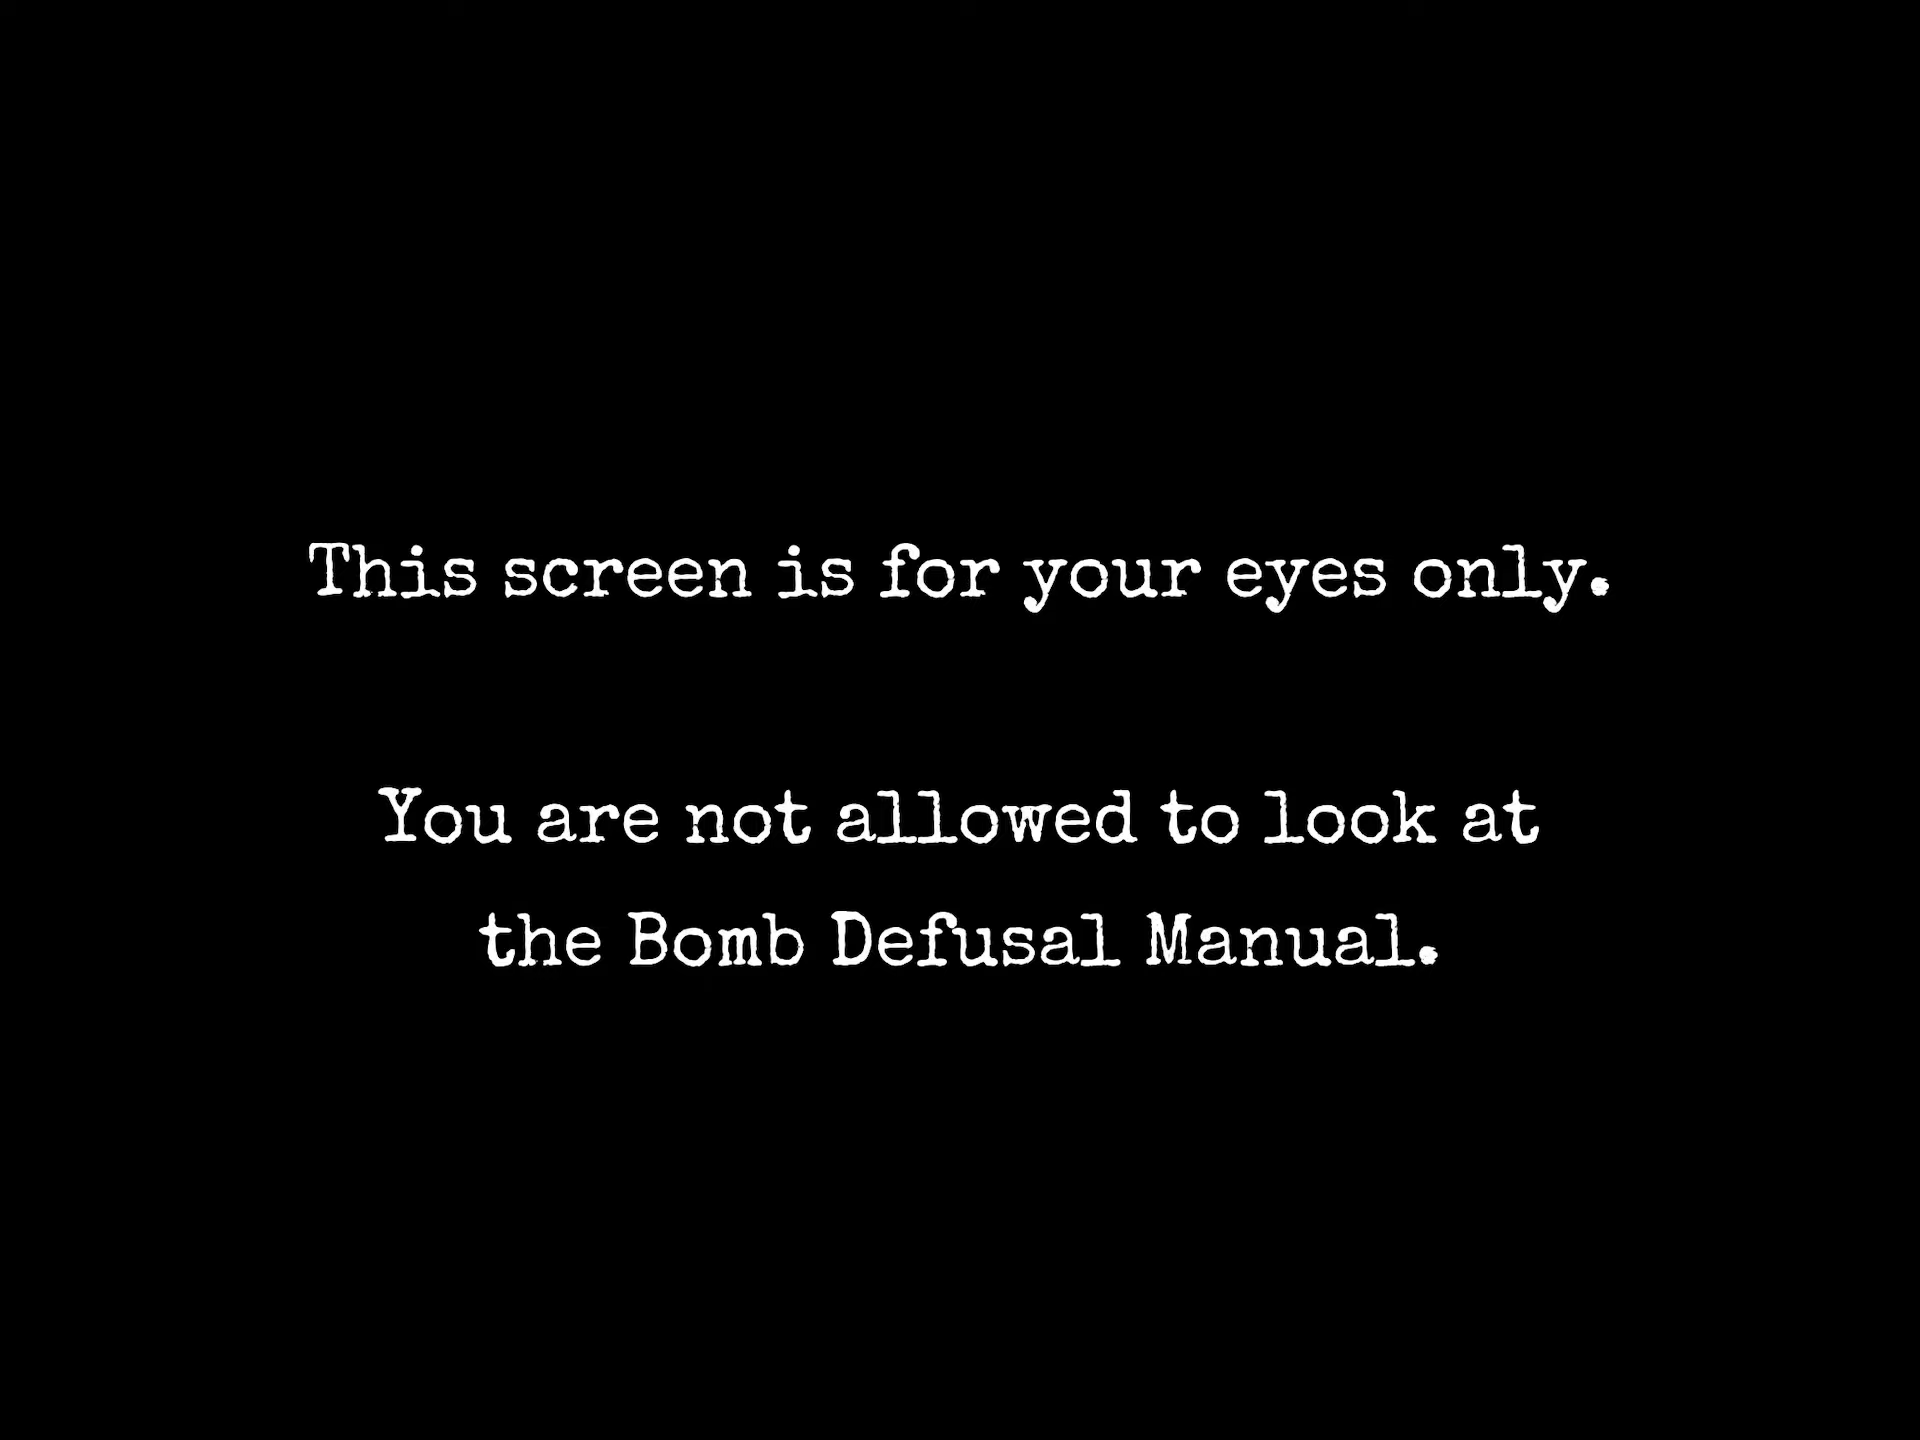 This screen is for your eyes only.
You are not allowed to look at
the Bomb Defusal Manual.